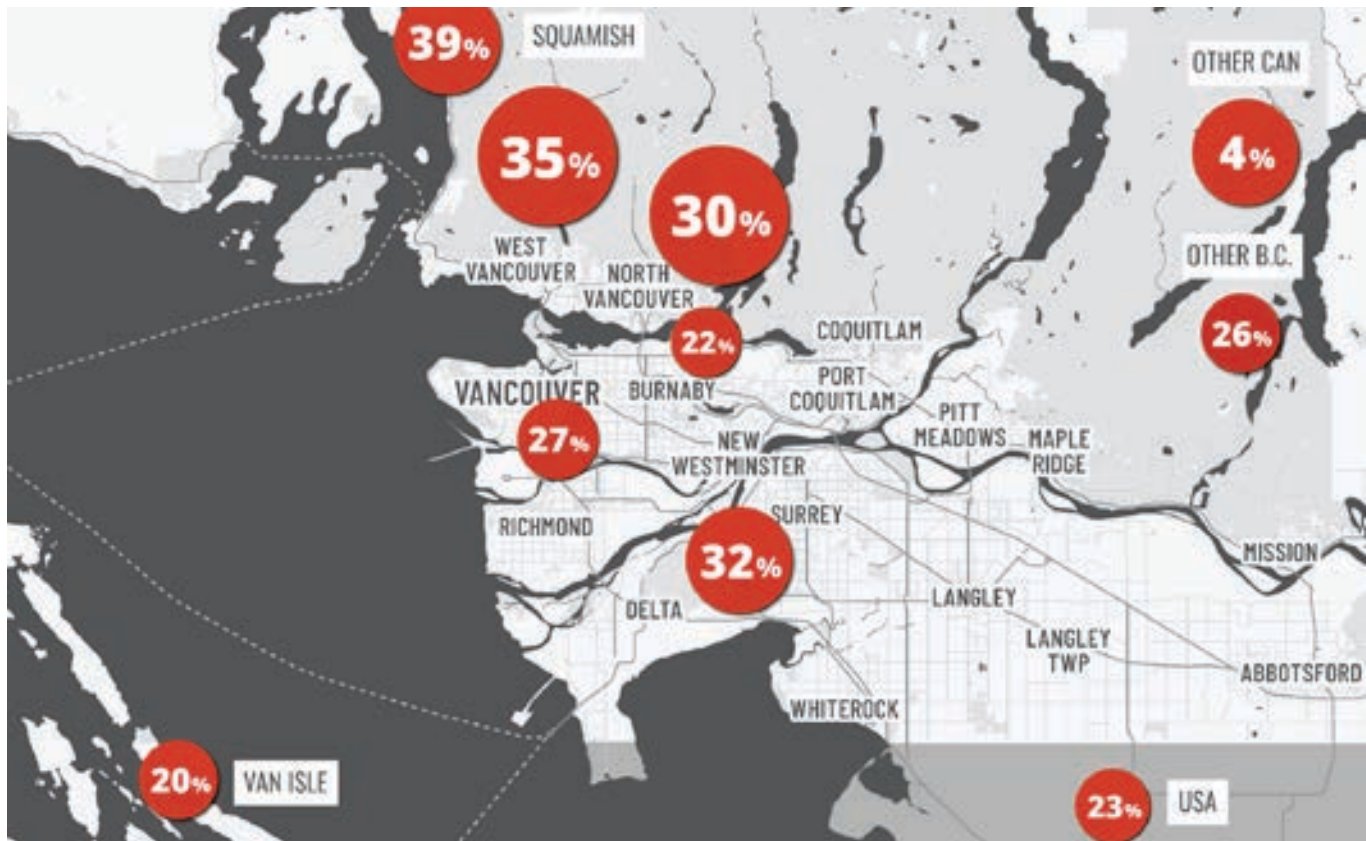 39%
SQUAMISH
OTHER CAN
35%
4%
30%
WEST
VANCOUVER
NORTH
VANCOUVER
OTHER B.C.
22%
COQUITLAM
26%
VANCOUVER
BURNABY
PORT
COQUITLAM
27%
NEW
WESTMINSTER
PITT
MEADOWS
MAPLE
RIDGE
RICHMOND
SURREY
32%
MISSION
DELTA
LANGLEY
LANGLEY
TWP
ABBOTSFORD
WHITEROCK
20%
VAN ISLE
23%
USA